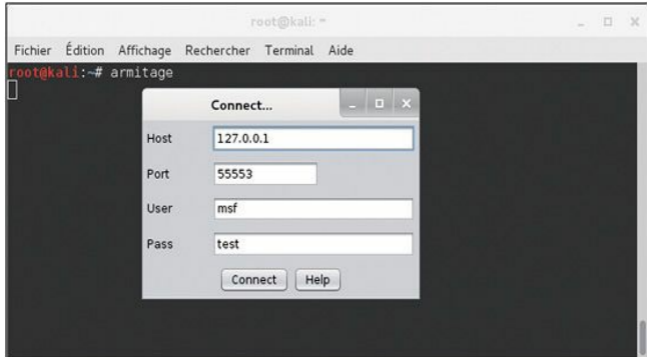 root@kali: ~
Fichier Édition Affichage Rechercher Terminal Aide
root@kali:~# armitage
Connect...
Host 127.0.0.1
Port 55553
User msf
Pass test
Connect Help